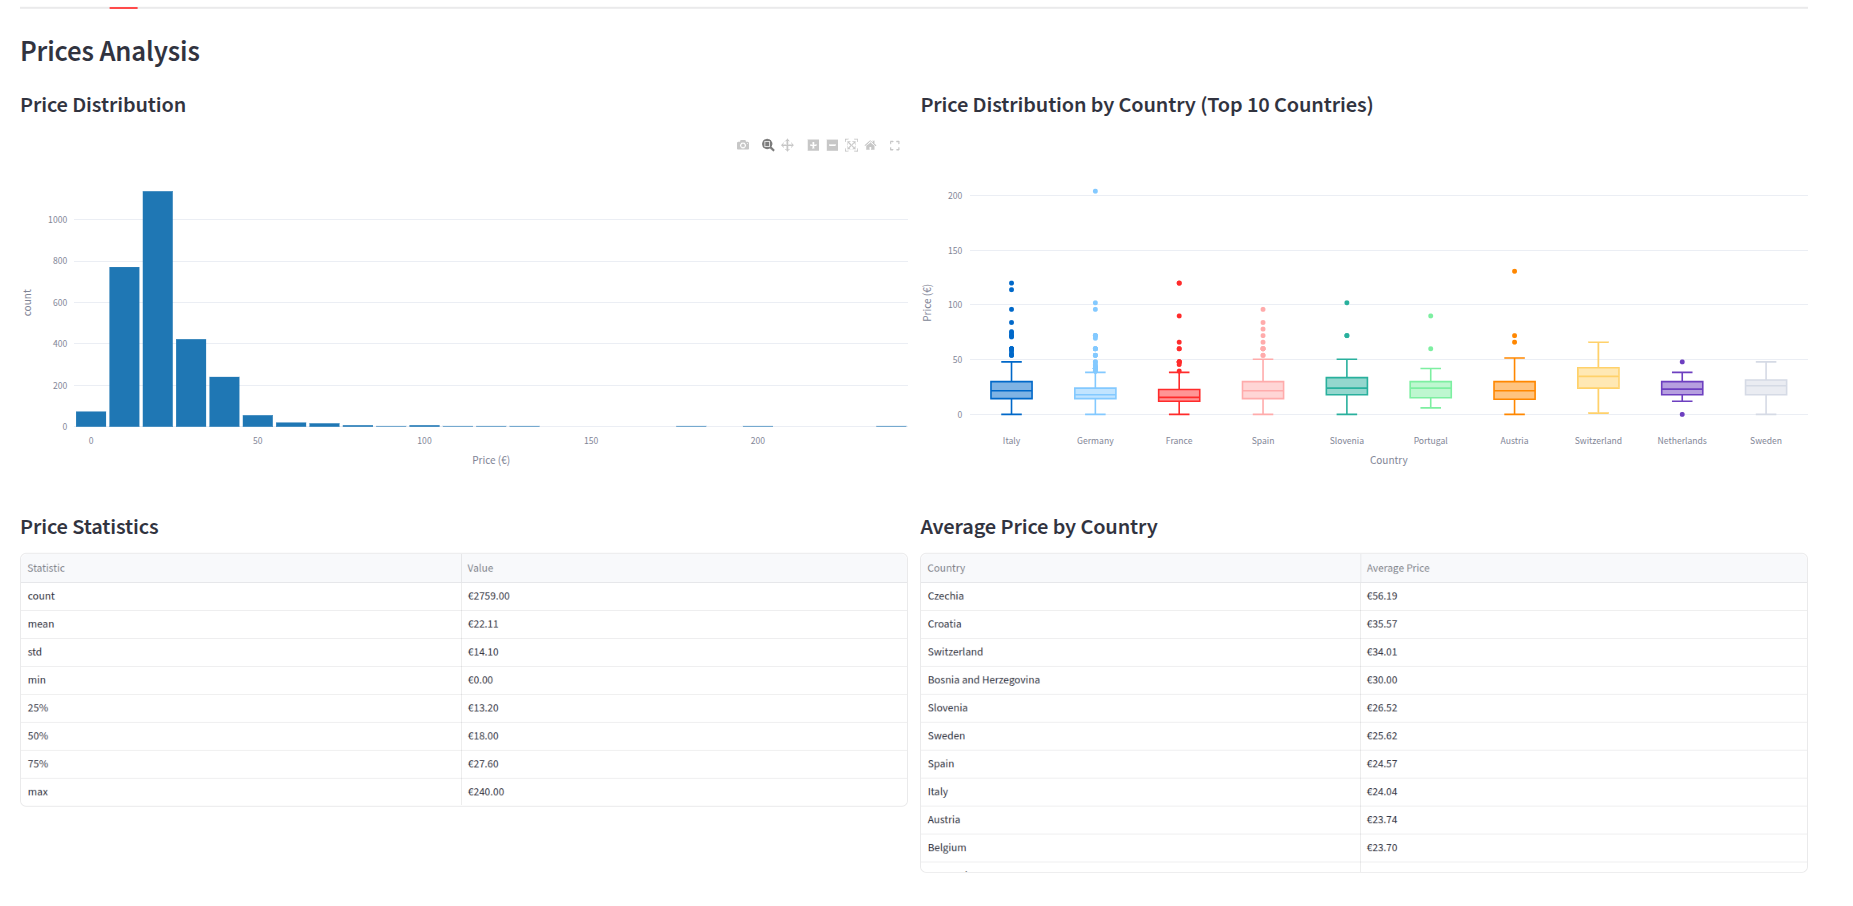 Prices Analysis
Price Distribution
count
1000
800
600
400
200
0
0 50 100 150 200
Price (€)
Price Distribution by Country (Top 10 Countries)
Price (€)
200
150
100
50
0
Italy Germany France Spain Slovenia Portugal Austria Switzerland Netherlands Sweden
Country
Price Statistics
Statistic Value
count €2759.00
mean €22.11
std €14.10
min €0.00
25% €13.20
50% €18.00
75% €27.60
max €240.00
Average Price by Country
Country Average Price
Czechia €56.19
Croatia €35.57
Switzerland €34.01
Bosnia and Herzegovina €30.00
Slovenia €26.52
Sweden €25.62
Spain €24.57
Italy €24.04
Austria €23.74
Belgium €23.70